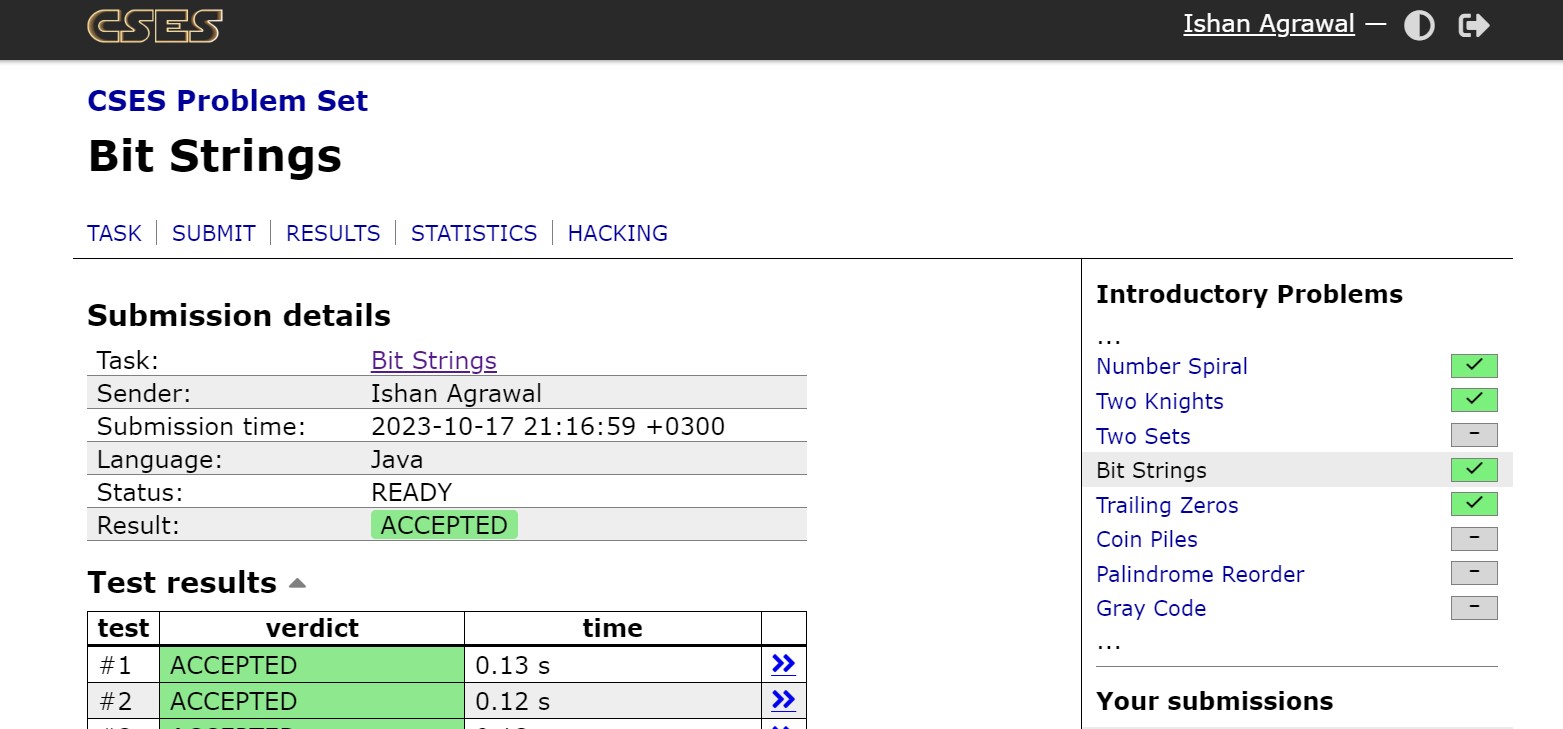 CSES
Ishan Agrawal —
CSES Problem Set
Bit Strings
TASK | SUBMIT | RESULTS | STATISTICS | HACKING
Submission details
Task: Bit Strings
Sender: Ishan Agrawal
Submission time: 2023-10-17 21:16:59 +0300
Language: Java
Status: READY
Result: ACCEPTED
Test results
test verdict time
#1 ACCEPTED 0.13 s
#2 ACCEPTED 0.12 s
Introductory Problems
...
Number Spiral
Two Knights
Two Sets –
Bit Strings
Trailing Zeros
Coin Piles –
Palindrome Reorder –
Gray Code –
...
Your submissions